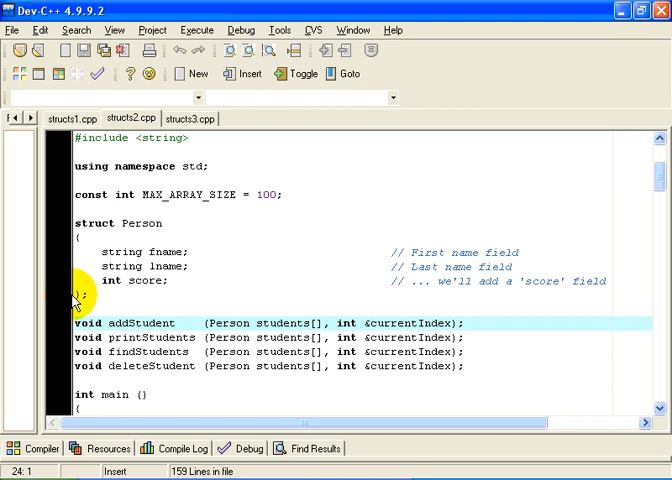 Dev-C++ 4.9.9.2
File Edit Search View Project Execute Debug Tools CVS Window Help
New Insert Toggle Goto
structs1.cpp structs2.cpp structs3.cpp
#include <string>
using namespace std;
const int MAX_ARRAY_SIZE = 100;
struct Person
{
string fname; // First name field
string lname; // Last name field
int score; // ... we'll add a 'score' field
};
void addStudent (Person students[], int &currentIndex);
void printStudents (Person students[], int &currentIndex);
void findStudents (Person students[], int &currentIndex);
void deleteStudent (Person students[], int &currentIndex);
int main ()
{
Compiler Resources Compile Log Debug Find Results
24: 1 Insert 159 Lines in file